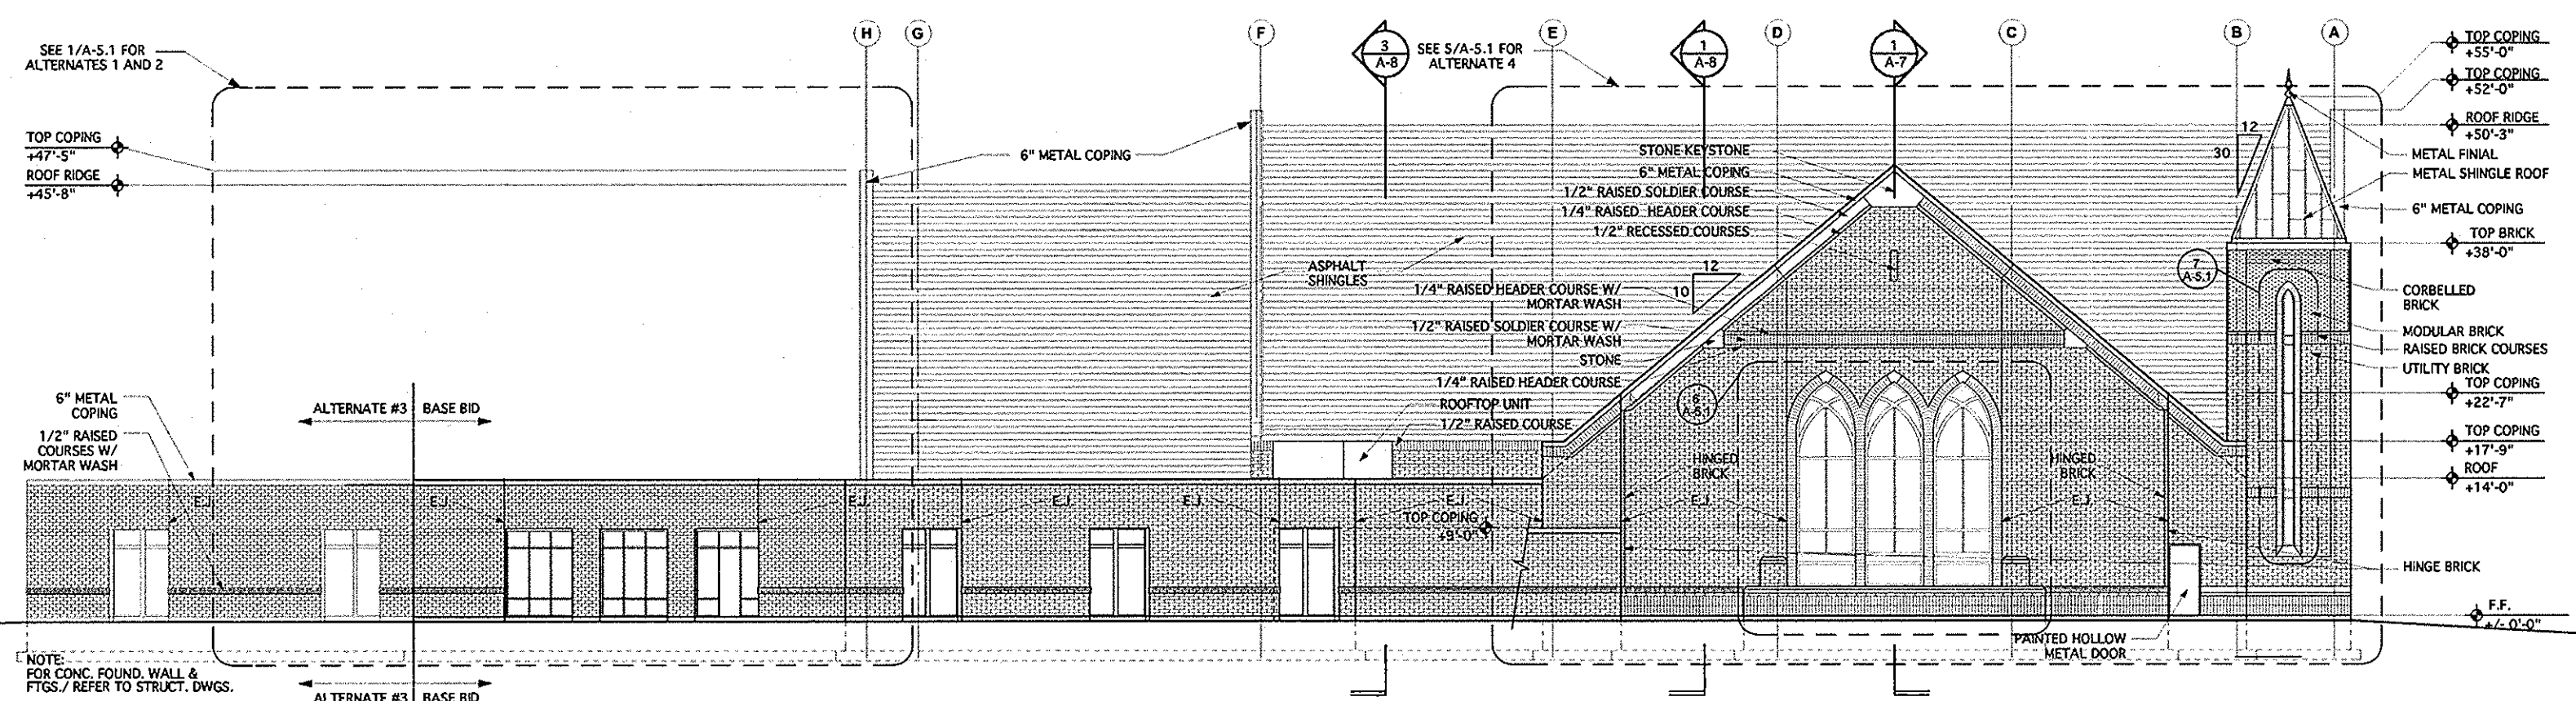 SEE 1/A-5.1 FOR
ALTERNATES 1 AND 2
H
G
F
3
A-8
SEE 5/A-5.1 FOR
ALTERNATE 4
E
1
A-8
D
1
A-7
C
B
A
TOP COPING
+55'-0"
TOP COPING
+52'-0"
ROOF RIDGE
+50'-3"
METAL FINIAL
METAL SHINGLE ROOF
6" METAL COPING
TOP BRICK
+38'-0"
CORBELLED
BRICK
MODULAR BRICK
RAISED BRICK COURSES
UTILITY BRICK
TOP COPING
+22'-7"
TOP COPING
+17'-9"
ROOF
+14'-0"
HINGE BRICK
F.F.
+/- 0'-0"
12
30
7
A-5.1
TOP COPING
+47'-5"
ROOF RIDGE
+45'-8"
6" METAL COPING
STONE KEYSTONE
6" METAL COPING
1/2" RAISED SOLDIER COURSE
1/4" RAISED HEADER COURSE
1/2" RECESSED COURSES
ASPHALT
SHINGLES
12
10
1/4" RAISED HEADER COURSE W/
MORTAR WASH
1/2" RAISED SOLDIER COURSE W/
MORTAR WASH
STONE
1/4" RAISED HEADER COURSE
ROOFTOP UNIT
1/2" RAISED COURSE
6
A-5.1
6" METAL
COPING
1/2" RAISED
COURSES W/
MORTAR WASH
ALTERNATE #3
BASE BID
HINGED
BRICK
HINGED
BRICK
E.J.
E.J.
E.J.
E.J.
E.J.
E.J.
E.J.
E.J.
TOP COPING
+9'-0"
PAINTED HOLLOW
METAL DOOR
NOTE:
FOR CONC. FOUND. WALL &
FTGS./ REFER TO STRUCT. DWGS.
ALTERNATE #3
BASE BID